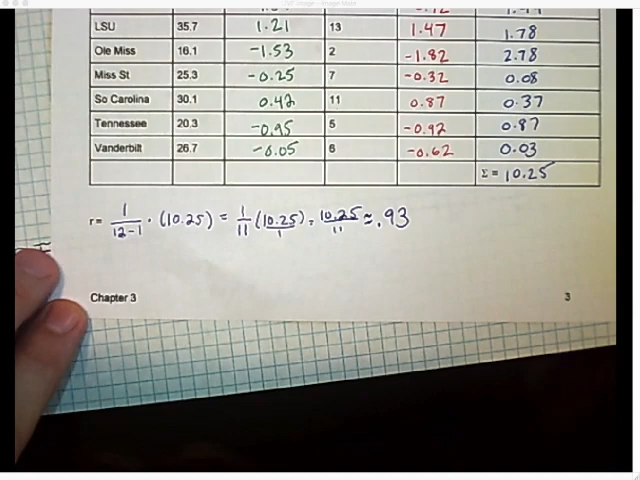 LSU 35.7 1.21 13 1.47 1.78
Ole Miss 16.1 -1.53 2 -1.82 2.78
Miss St 25.3 -0.25 7 -0.32 0.08
So Carolina 30.1 0.42 11 0.87 0.37
Tennessee 20.3 -0.95 5 -0.92 0.87
Vanderbilt 26.7 -0.05 6 -0.62 0.03
Σ = 10.25
r = 1/(12-1) · (10.25) = 1/11 (10.25)/1 = 10.25/11 ≈ .93
Chapter 3 3